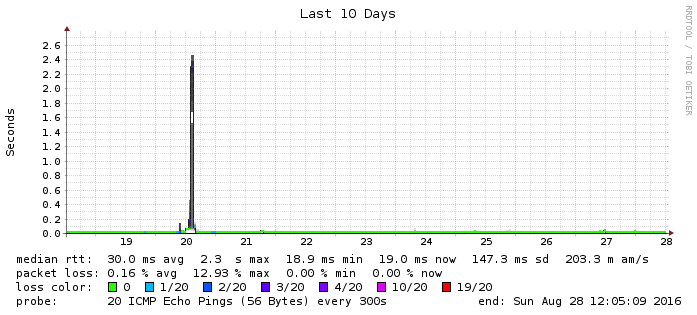 Last 10 Days
RRDTOOL / TOBI OETIKER
Seconds
2.6
2.4
2.2
2.0
1.8
1.6
1.4
1.2
1.0
0.8
0.6
0.4
0.2
0.0
19 20 21 22 23 24 25 26 27 28
median rtt: 30.0 ms avg 2.3 s max 18.9 ms min 19.0 ms now 147.3 ms sd 203.3 m am/s
packet loss: 0.16 % avg 12.93 % max 0.00 % min 0.00 % now
loss color: 0 1/20 2/20 3/20 4/20 10/20 19/20
probe: 20 ICMP Echo Pings (56 Bytes) every 300s end: Sun Aug 28 12:05:09 2016